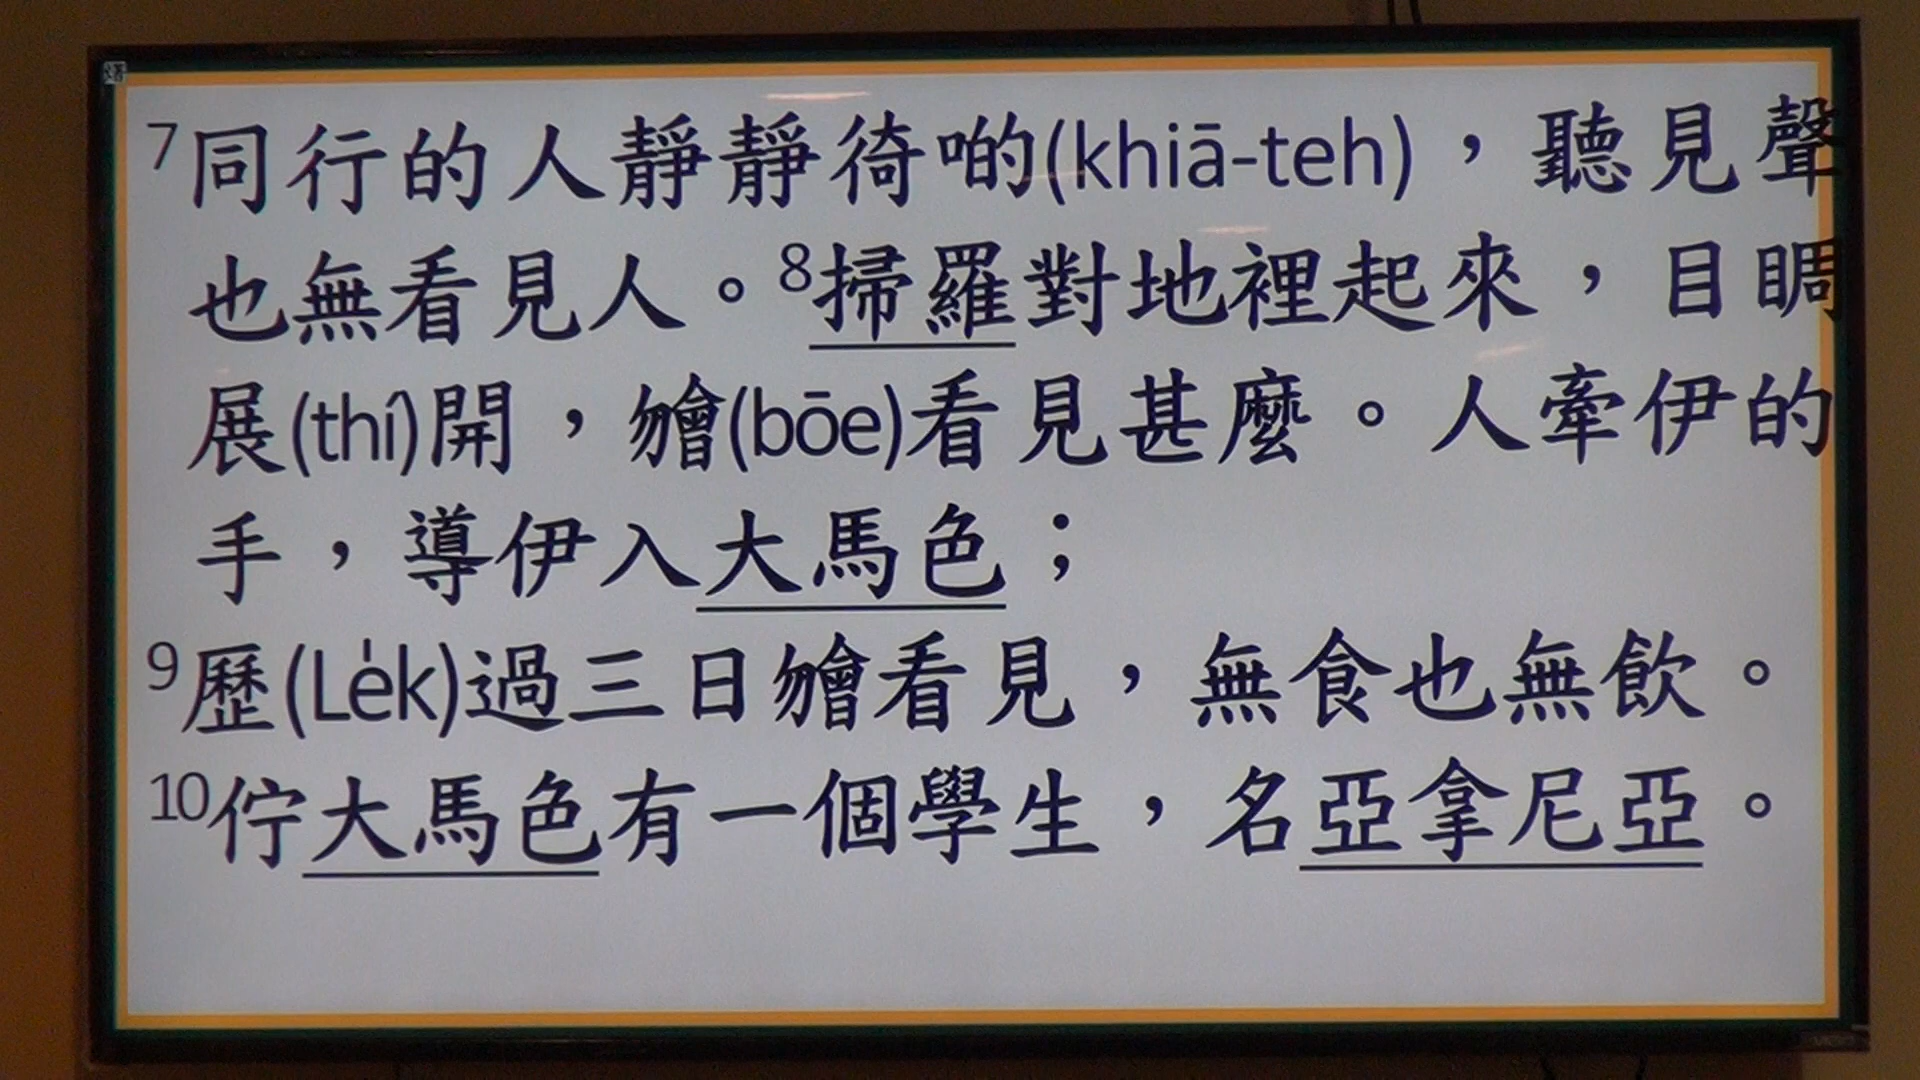 7同行的人靜靜徛啲(khiā-teh)，聽見聲
也無看見人。8掃羅對地裡起來，目睭
展(thí)開，𣍐(bōe)看見甚麼。人牽伊的
手，導伊入大馬色；
9歷(Le̍k)過三日𣍐看見，無食也無飲。
10佇大馬色有一個學生，名亞拿尼亞。